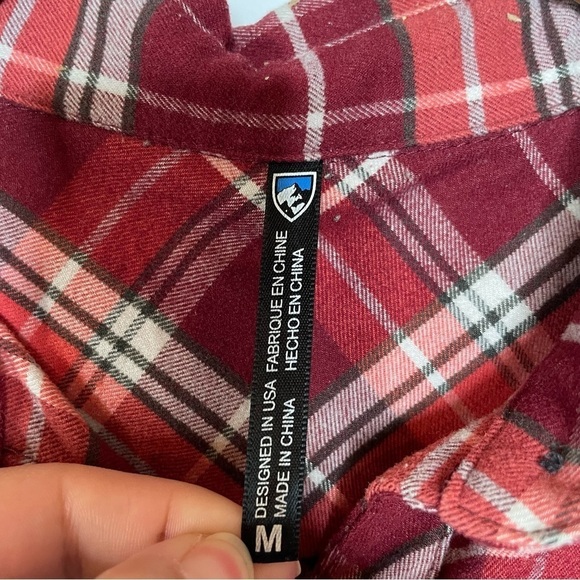 M
DESIGNED IN USA FABRIQUE EN CHINE
MADE IN CHINA HECHO EN CHINA